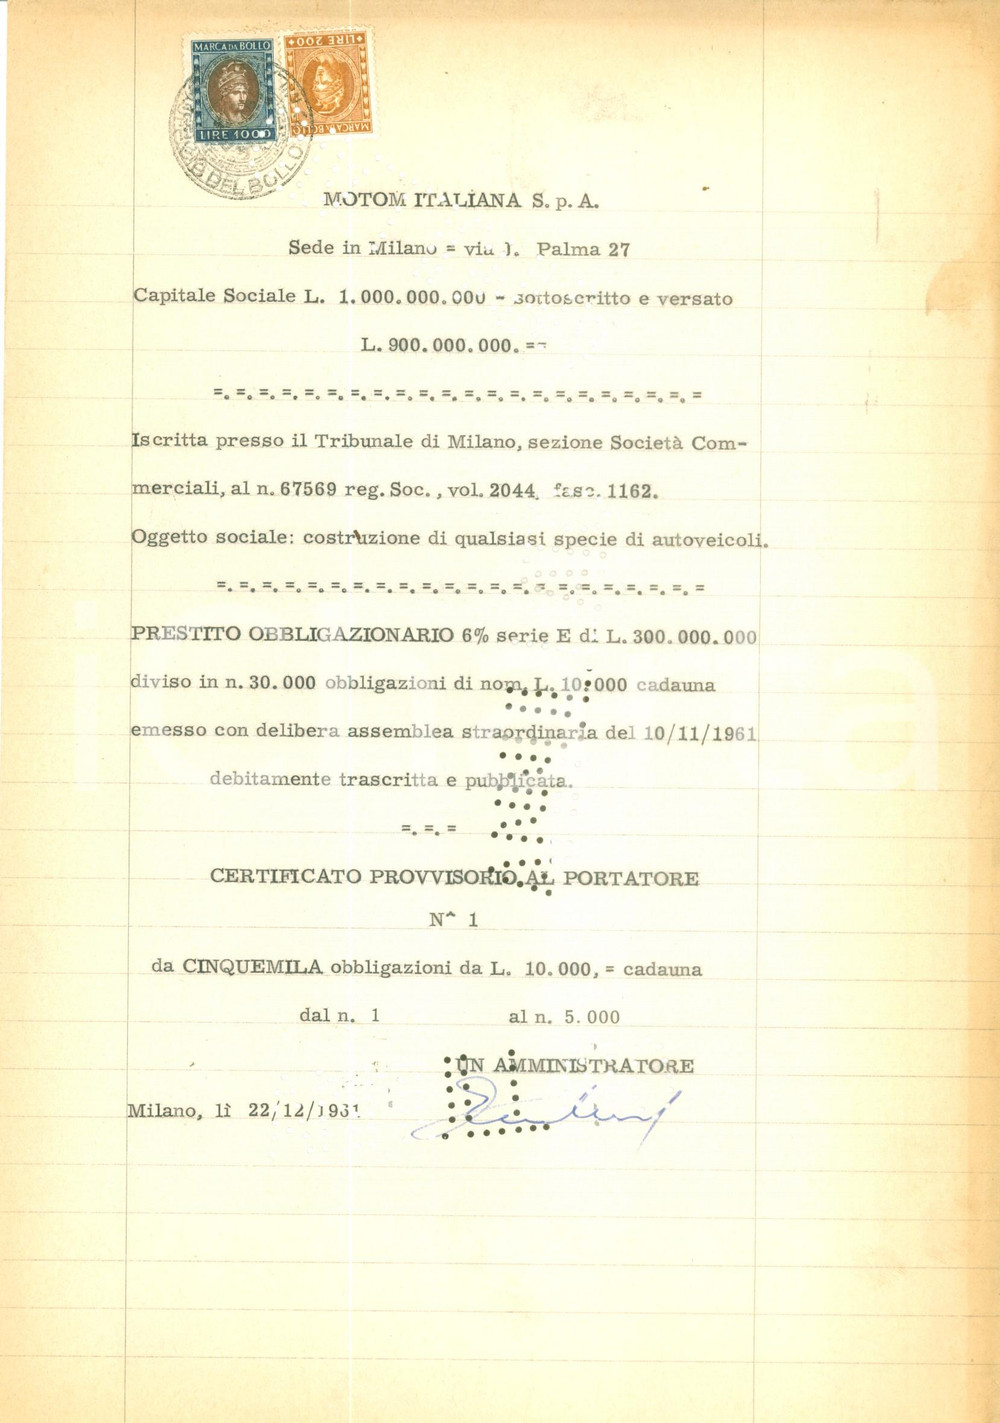 MARCA DA BOLLO
LIRE 1000
LIRE 200
MARCA DA BOLLO
DEL BOLLO
MOTOM ITALIANA S. p. A.
Sede in Milano = via Palma 27
Capitale Sociale L. 1.000.000.000 - sottoscritto e versato
L. 900.000.000. =
=. =. =. =. =. =. =. =. =. =. =. =. =. =. =. =. =. =. =. =. =. =
Iscritta presso il Tribunale di Milano, sezione Società Com-
merciali, al n. 67569 reg. Soc. , vol. 2044, fasc. 1162.
Oggetto sociale: costruzione di qualsiasi specie di autoveicoli.
=. =. =. =. =. =. =. =. =. =. =. =. =. =. =. =. =. =. =. =. =. =
PRESTITO OBBLIGAZIONARIO 6% serie E di L. 300.000.000
diviso in n. 30.000 obbligazioni di nom. L. 10.000 cadauna
emesso con delibera assemblea straordinaria del 10/11/1961
debitamente trascritta e pubblicata.
=. =. =
CERTIFICATO PROVVISORIO AL PORTATORE
N^ 1
da CINQUEMILA obbligazioni da L. 10.000, = cadauna
dal n. 1 al n. 5.000
UN AMMINISTRATORE
Milano, lì 22/12/1961